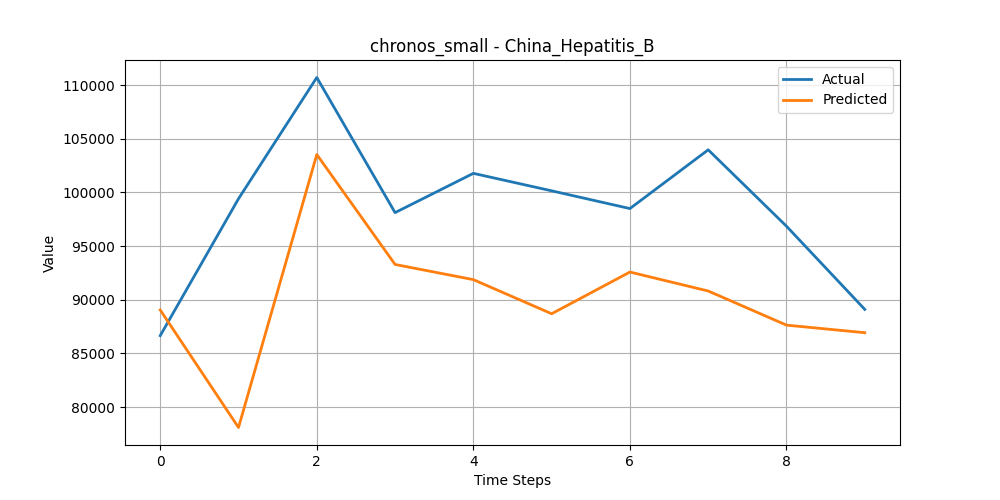 chronos_small - China_Hepatitis_B
Actual
Predicted
Value
110000
105000
100000
95000
90000
85000
80000
0 2 4 6 8
Time Steps